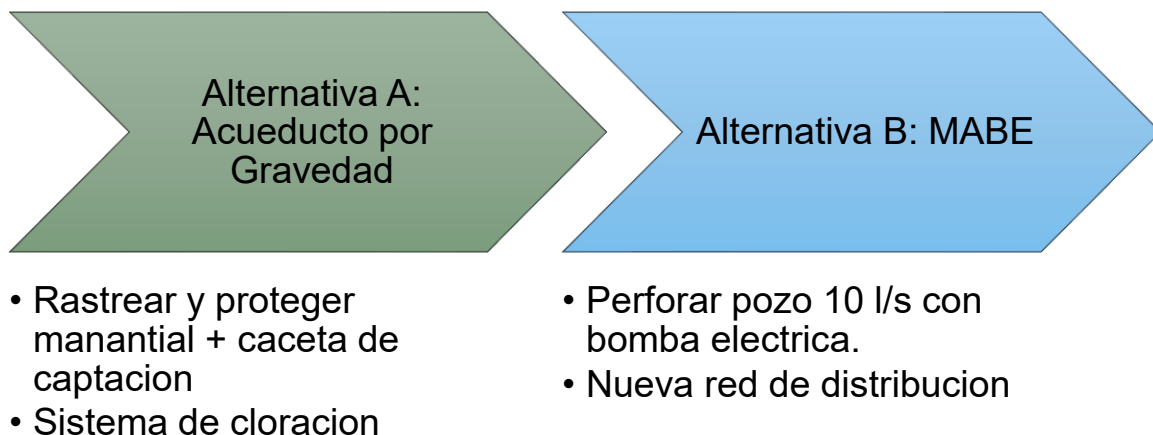 Alternativa A:
Acueducto por
Gravedad
Alternativa B: MABE
• Rastrear y proteger
manantial + caceta de
captacion
• Sistema de cloracion
• Perforar pozo 10 l/s con
bomba electrica.
• Nueva red de distribucion